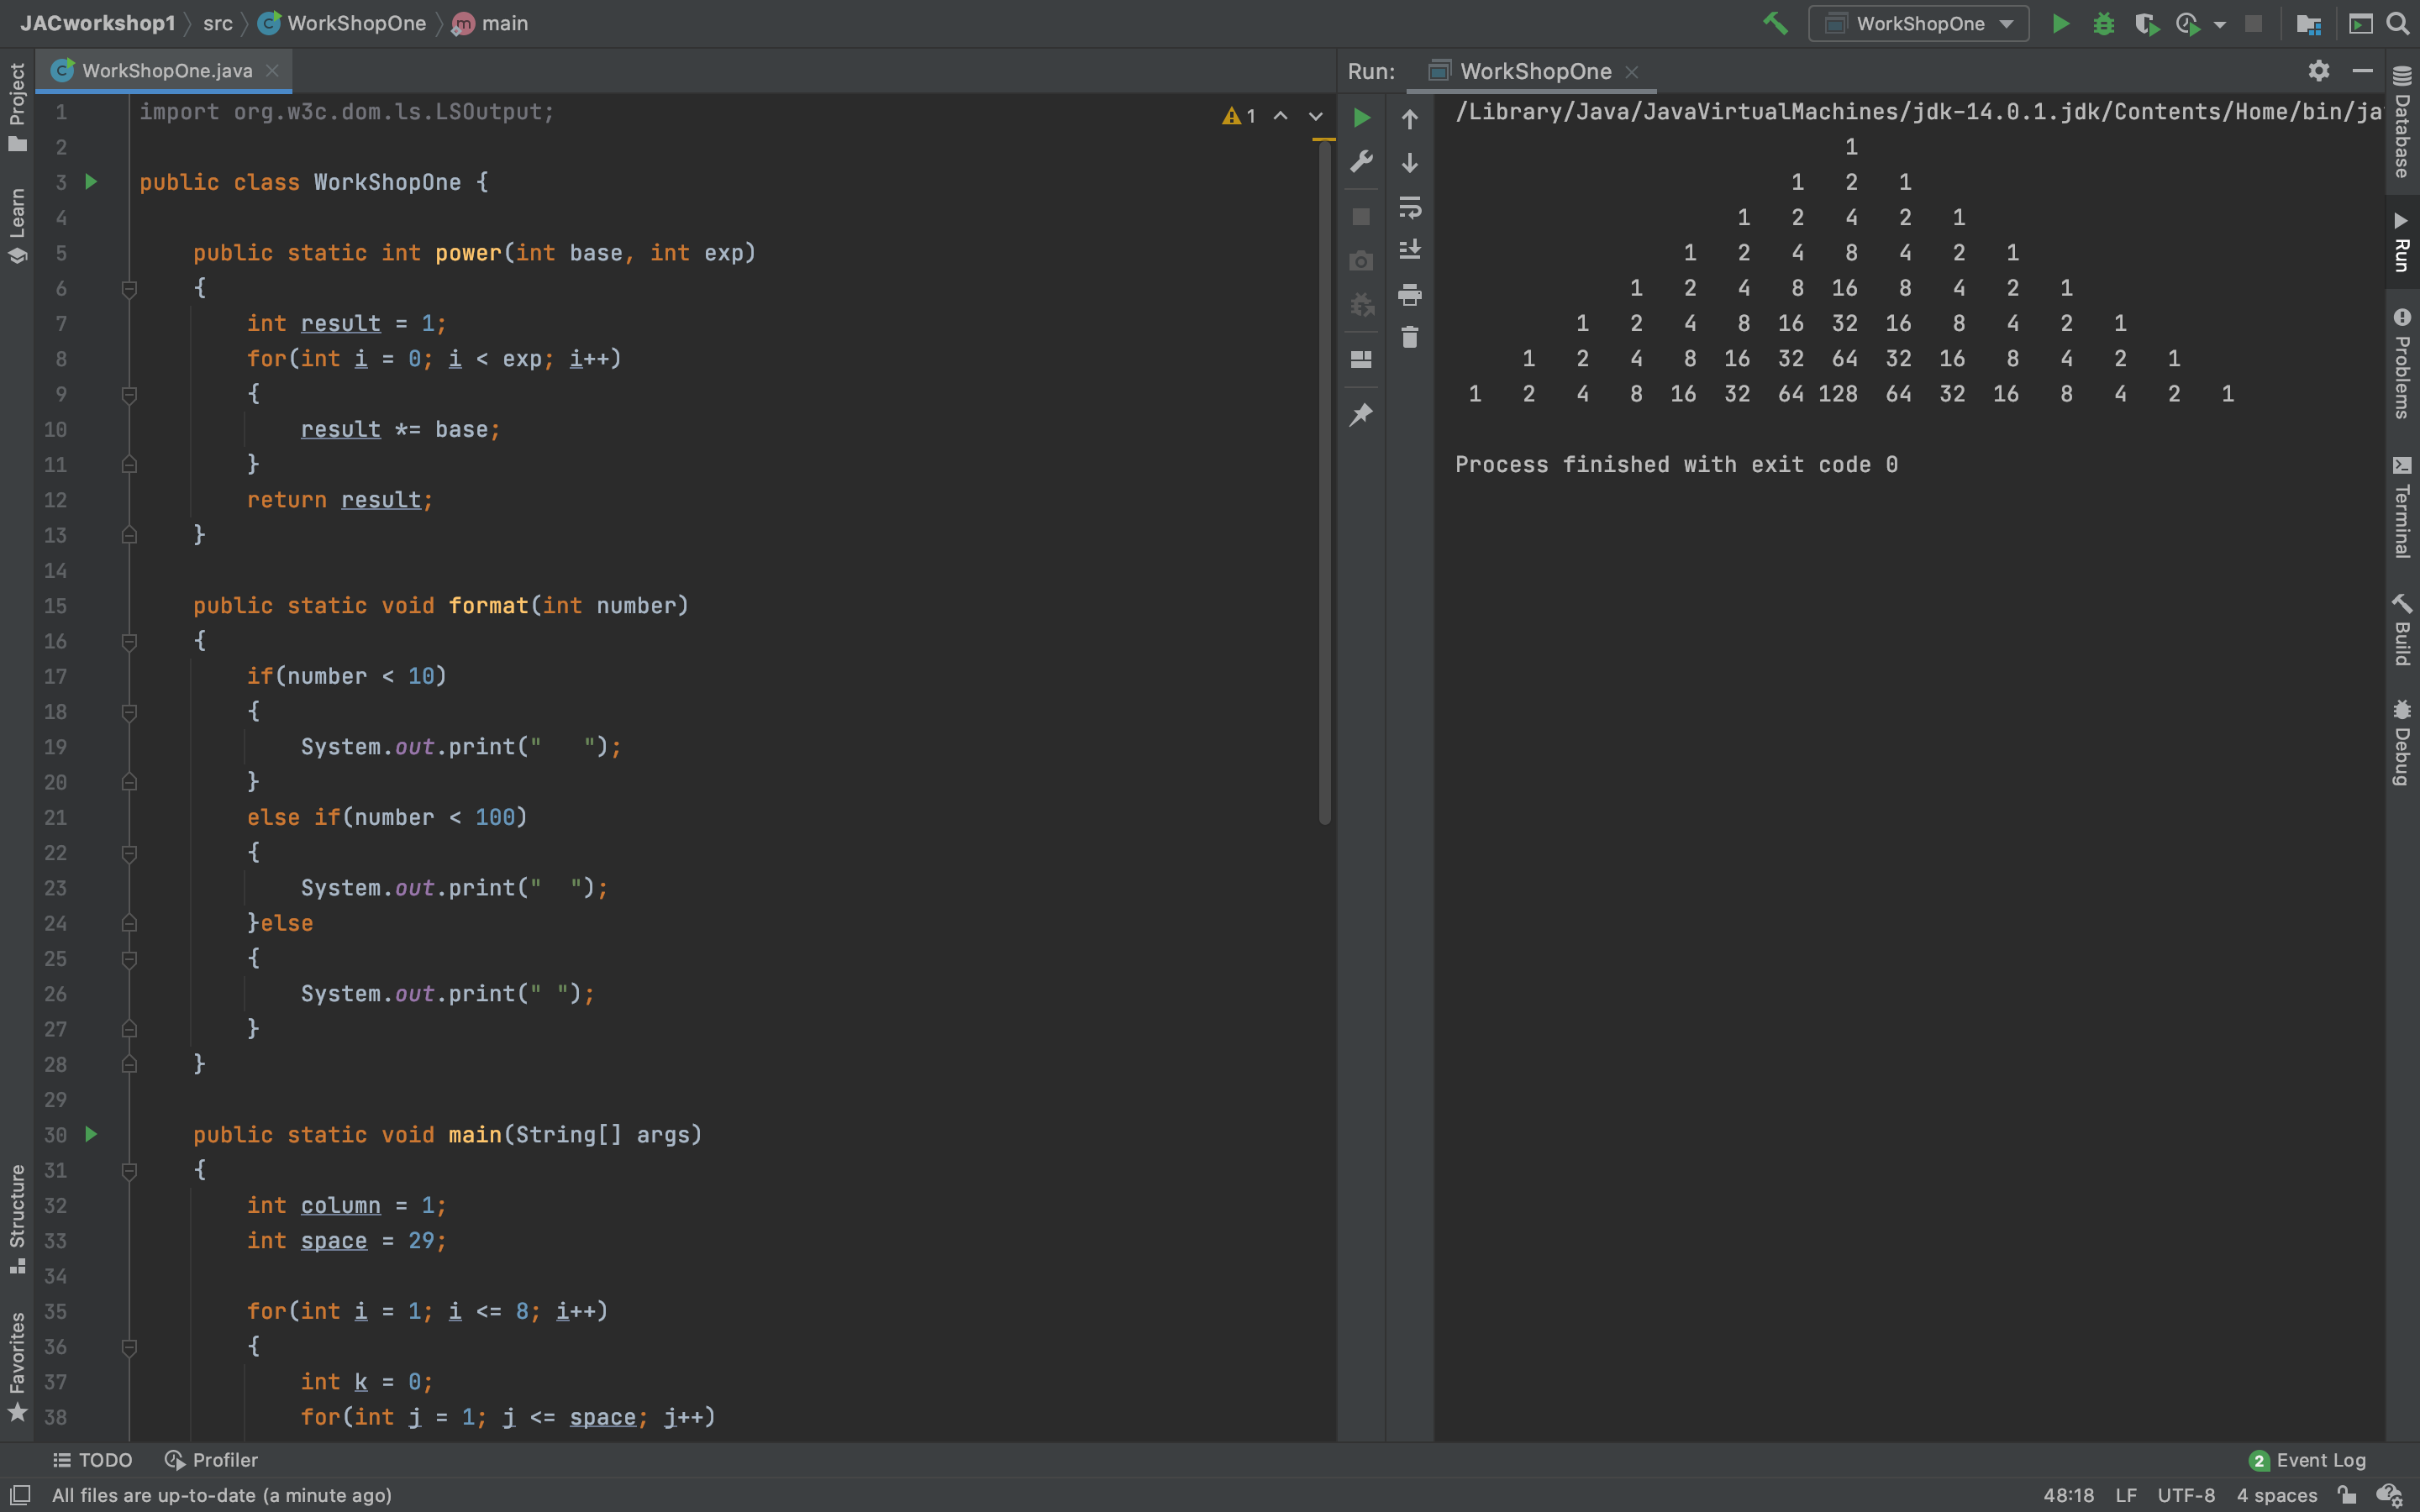 JACworkshop1 src WorkShopOne main
WorkShopOne
Project
Learn
Structure
Favorites
WorkShopOne.java
1 import org.w3c.dom.ls.LSOutput;
2
3 public class WorkShopOne {
4
5     public static int power(int base, int exp)
6     {
7         int result = 1;
8         for(int i = 0; i < exp; i++)
9         {
10             result *= base;
11         }
12         return result;
13     }
14
15     public static void format(int number)
16     {
17         if(number < 10)
18         {
19             System.out.print("   ");
20         }
21         else if(number < 100)
22         {
23             System.out.print("  ");
24         }else
25         {
26             System.out.print(" ");
27         }
28     }
29
30     public static void main(String[] args)
31     {
32         int column = 1;
33         int space = 29;
34
35         for(int i = 1; i <= 8; i++)
36         {
37             int k = 0;
38             for(int j = 1; j <= space; j++)
1
Run: WorkShopOne
/Library/Java/JavaVirtualMachines/jdk-14.0.1.jdk/Contents/Home/bin/ja
1
1 2 1
1 2 4 2 1
1 2 4 8 4 2 1
1 2 4 8 16 8 4 2 1
1 2 4 8 16 32 16 8 4 2 1
1 2 4 8 16 32 64 32 16 8 4 2 1
1 2 4 8 16 32 64 128 64 32 16 8 4 2 1
Process finished with exit code 0
Database
Run
Problems
Terminal
Build
Debug
TODO Profiler
2 Event Log
All files are up-to-date (a minute ago)
48:18 LF UTF-8 4 spaces